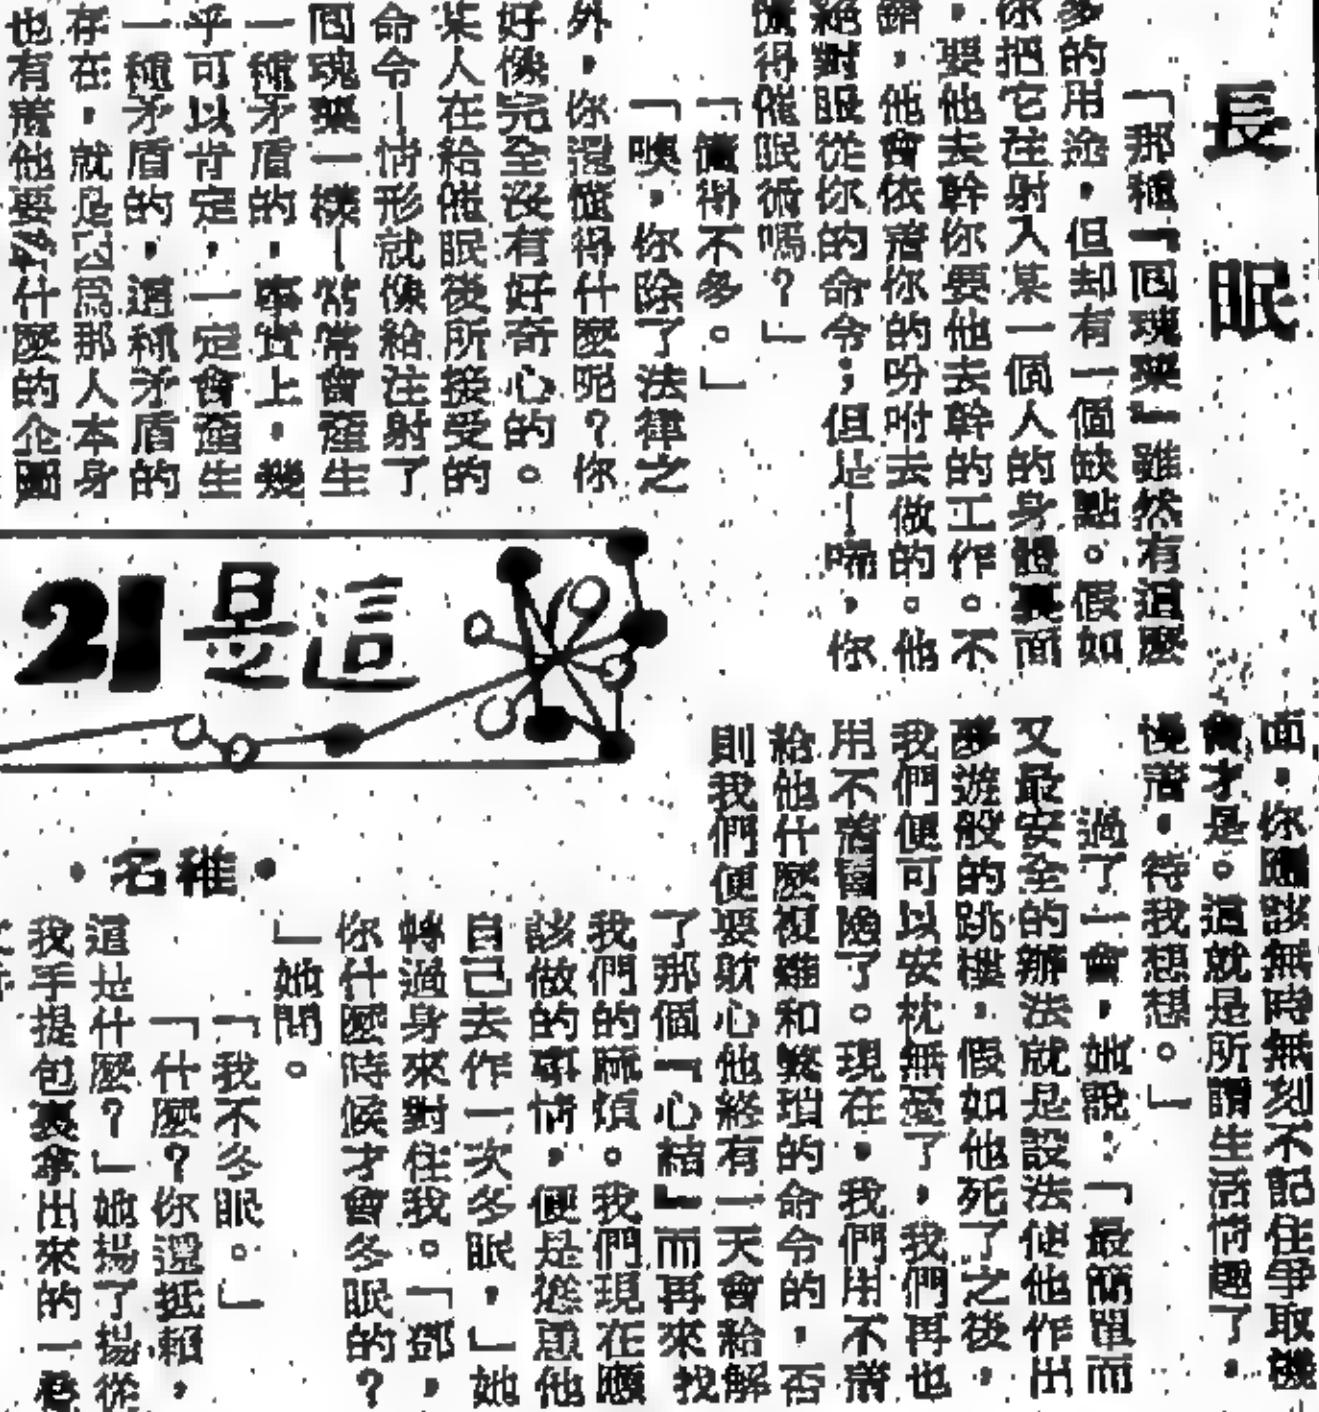 長眠
「那種「回魂藥」雖然有這麼
多的用途,但却有一個缺點。假如
你把它注射入某一個人的身體裏面
,要他去幹你要他去幹的工作。不
錯,他會依着你的吩咐去做的。他
絕對服從你的命令;但是—喃,你
懂得催眠術嗎?」
「懂得不多。」
「噢,你除了法律之
外,你還懂得什麼呢?你
好像完全沒有好奇心的。
某人在給催眠後所接受的
命令—情形就像給注射了
回魂藥一樣—常常會產生
一種矛盾的,事實上,幾
乎可以肯定,一定會產生
一種矛盾的,這種矛盾的
存在,就是因爲那人本身
也有着他要 什麼的企圖
這是21
•稚名•
面,你應該無時無刻不記住爭取機
會才是。這就是所謂生活情趣了,
慢着,待我想想。」
過了一會,她說:「最簡單而
又最安全的辦法就是設法使他作出
夢遊般的跳樓,假如他死了之後,
我們便可以安枕無憂了,我們再也
用不着冒險了。現在,我們用不着
給他什麼複雜和繁瑣的命令的,否
則我們便要躭心他終有一天會給解
了那個「心結」而再來找
我們的麻煩。我們現在應
該做的事情,便是慫恿他
自己去作一次多眠,」她
轉過身來對住我。「鄧,
你什麼時候才會冬眠的?
」她問。
「我不冬眠。」
「什麼?你還抵賴,
這是什麼?」她揚了揚從
我手提包裏拿出來的一卷